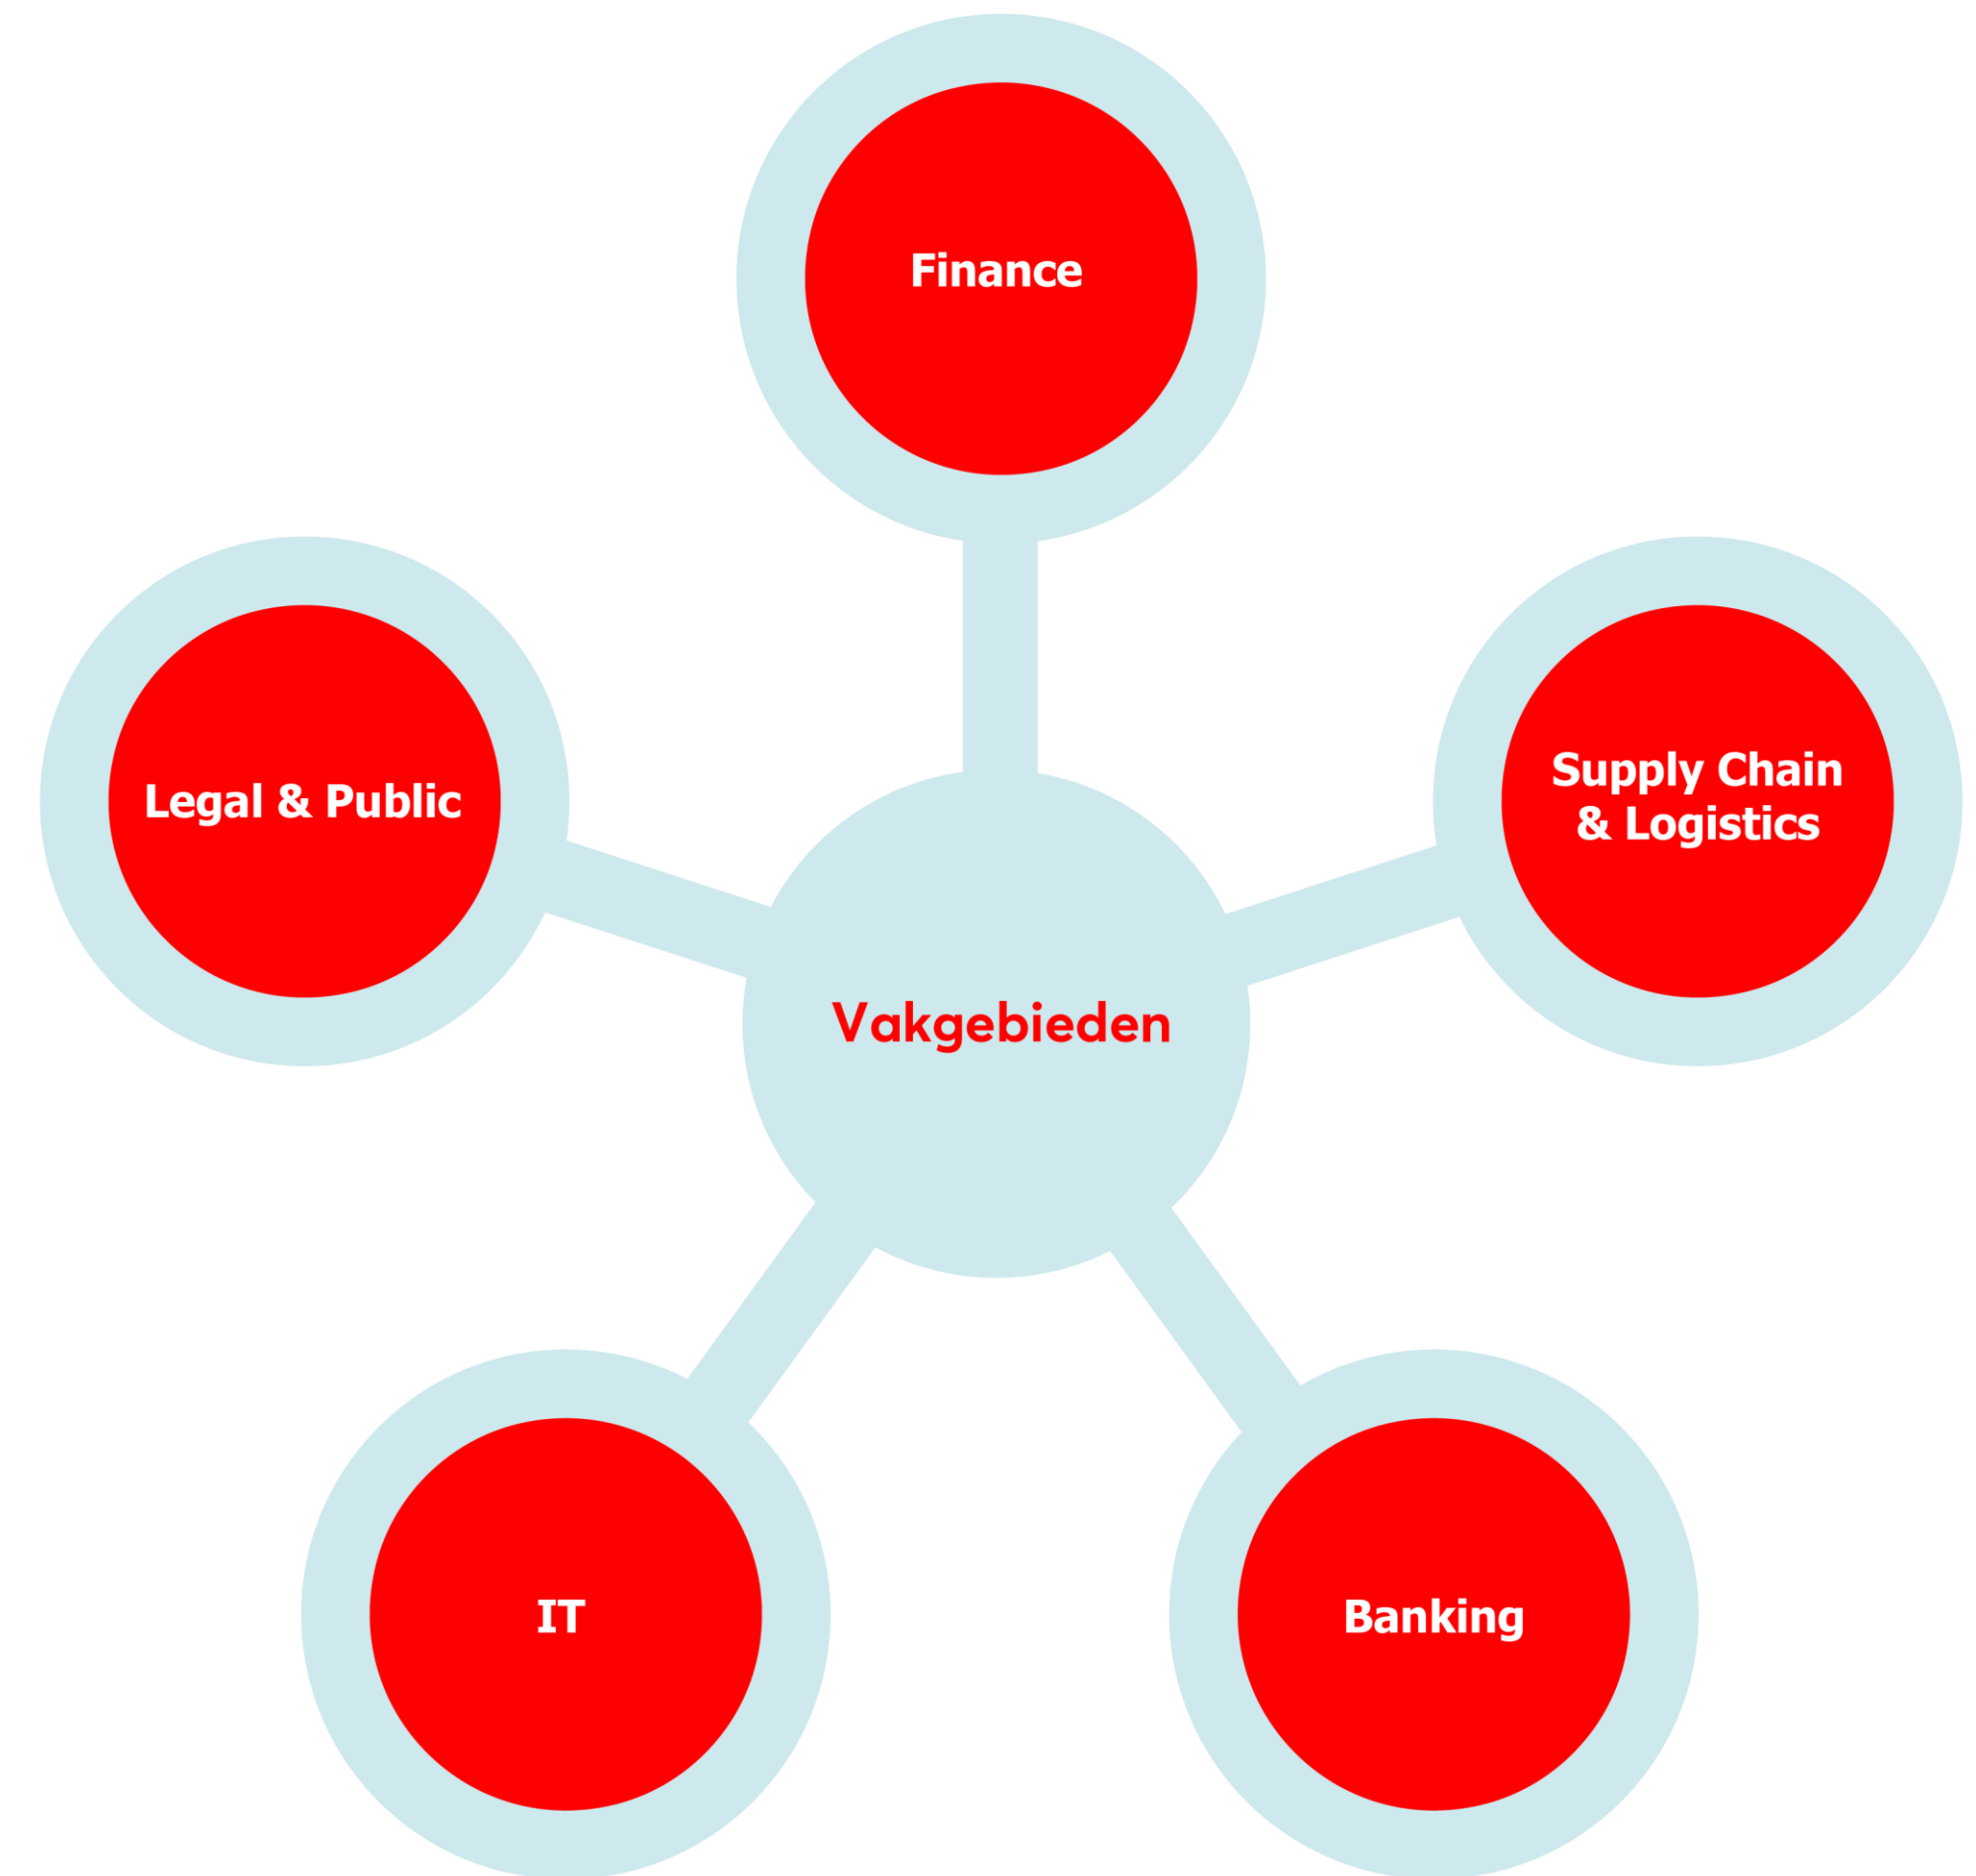 Finance
Legal & Public
Supply Chain
& Logistics
Vakgebieden
IT
Banking